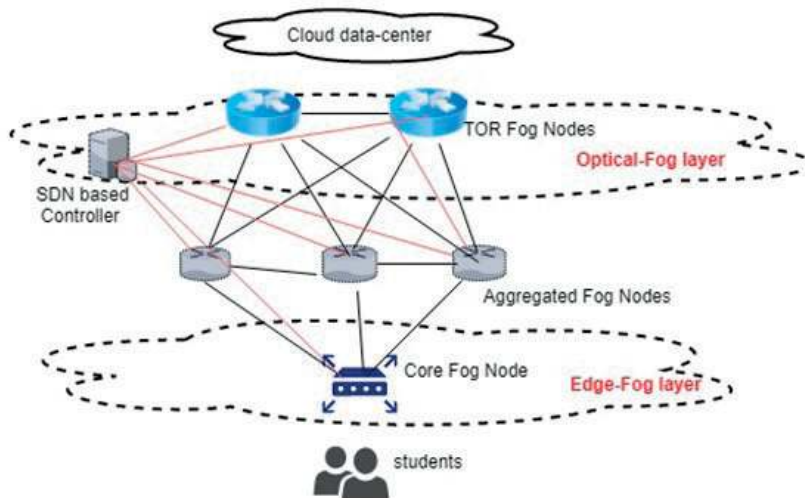 Cloud data-center
TOR Fog Nodes
Optical-Fog layer
SDN based
Controller
Aggregated Fog Nodes
Core Fog Node
Edge-Fog layer
students